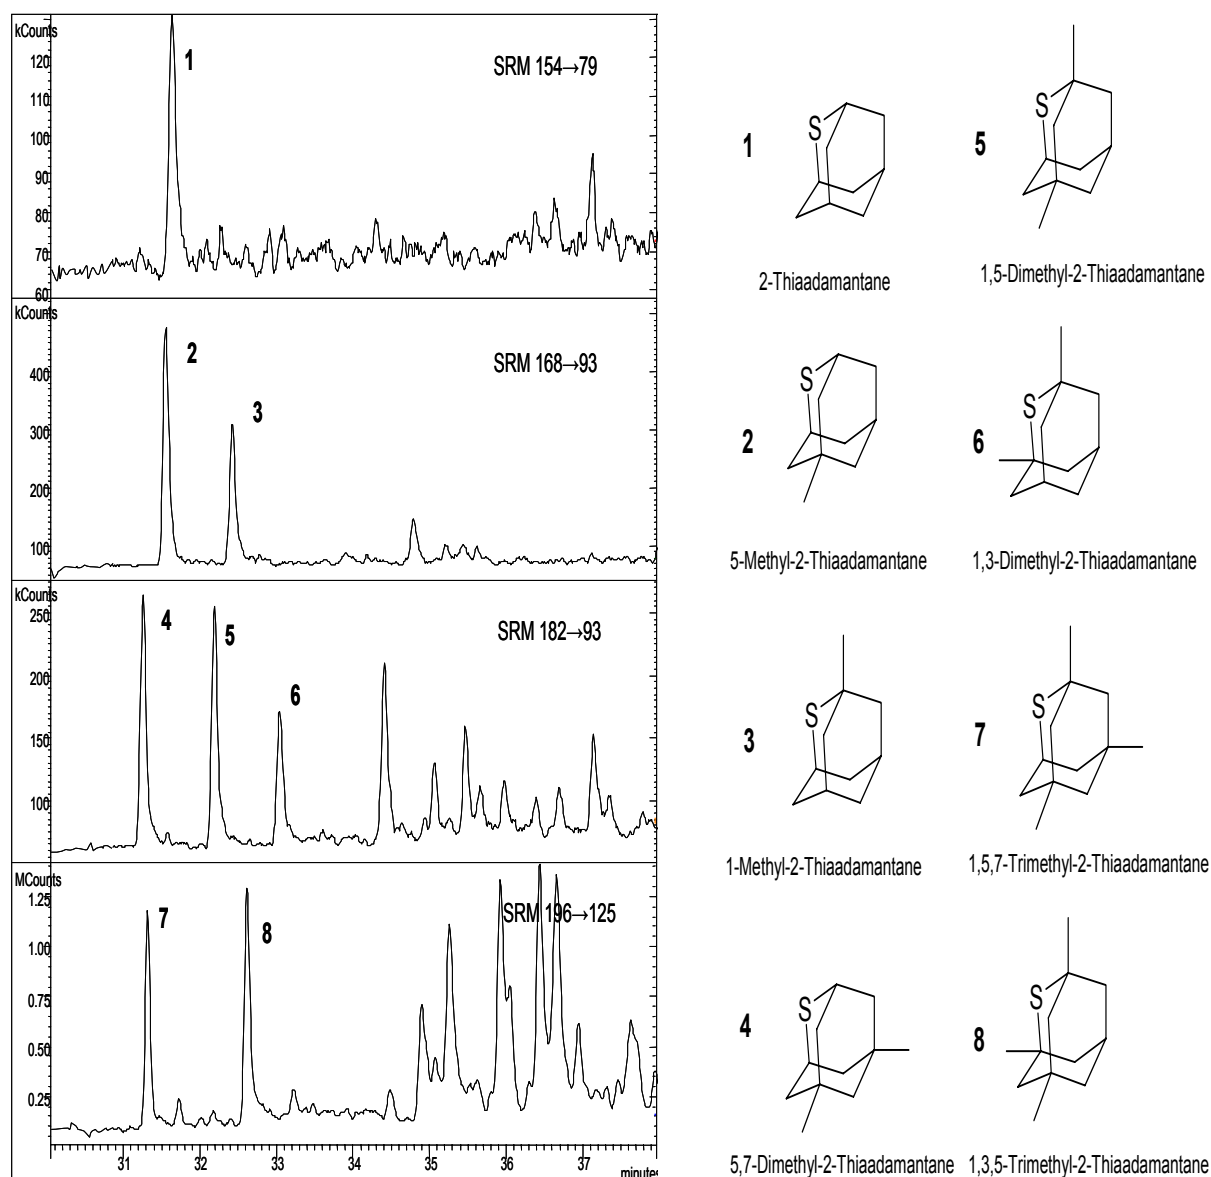 kCounts
120
110
100
90
80
70
60
1
SRM 154→79
kCounts
400
300
200
100
2
3
SRM 168→93
kCounts
250
200
150
100
4
5
6
SRM 182→93
MCounts
1.25
1.00
0.75
0.50
0.25
7
8
SRM 196→125
31 32 33 34 35 36 37
minutes
1
S
2-Thiaadamantane
5
S
1,5-Dimethyl-2-Thiaadamantane
2
S
5-Methyl-2-Thiaadamantane
6
S
1,3-Dimethyl-2-Thiaadamantane
3
S
1-Methyl-2-Thiaadamantane
7
S
1,5,7-Trimethyl-2-Thiaadamantane
4
S
5,7-Dimethyl-2-Thiaadamantane
8
S
1,3,5-Trimethyl-2-Thiaadamantane